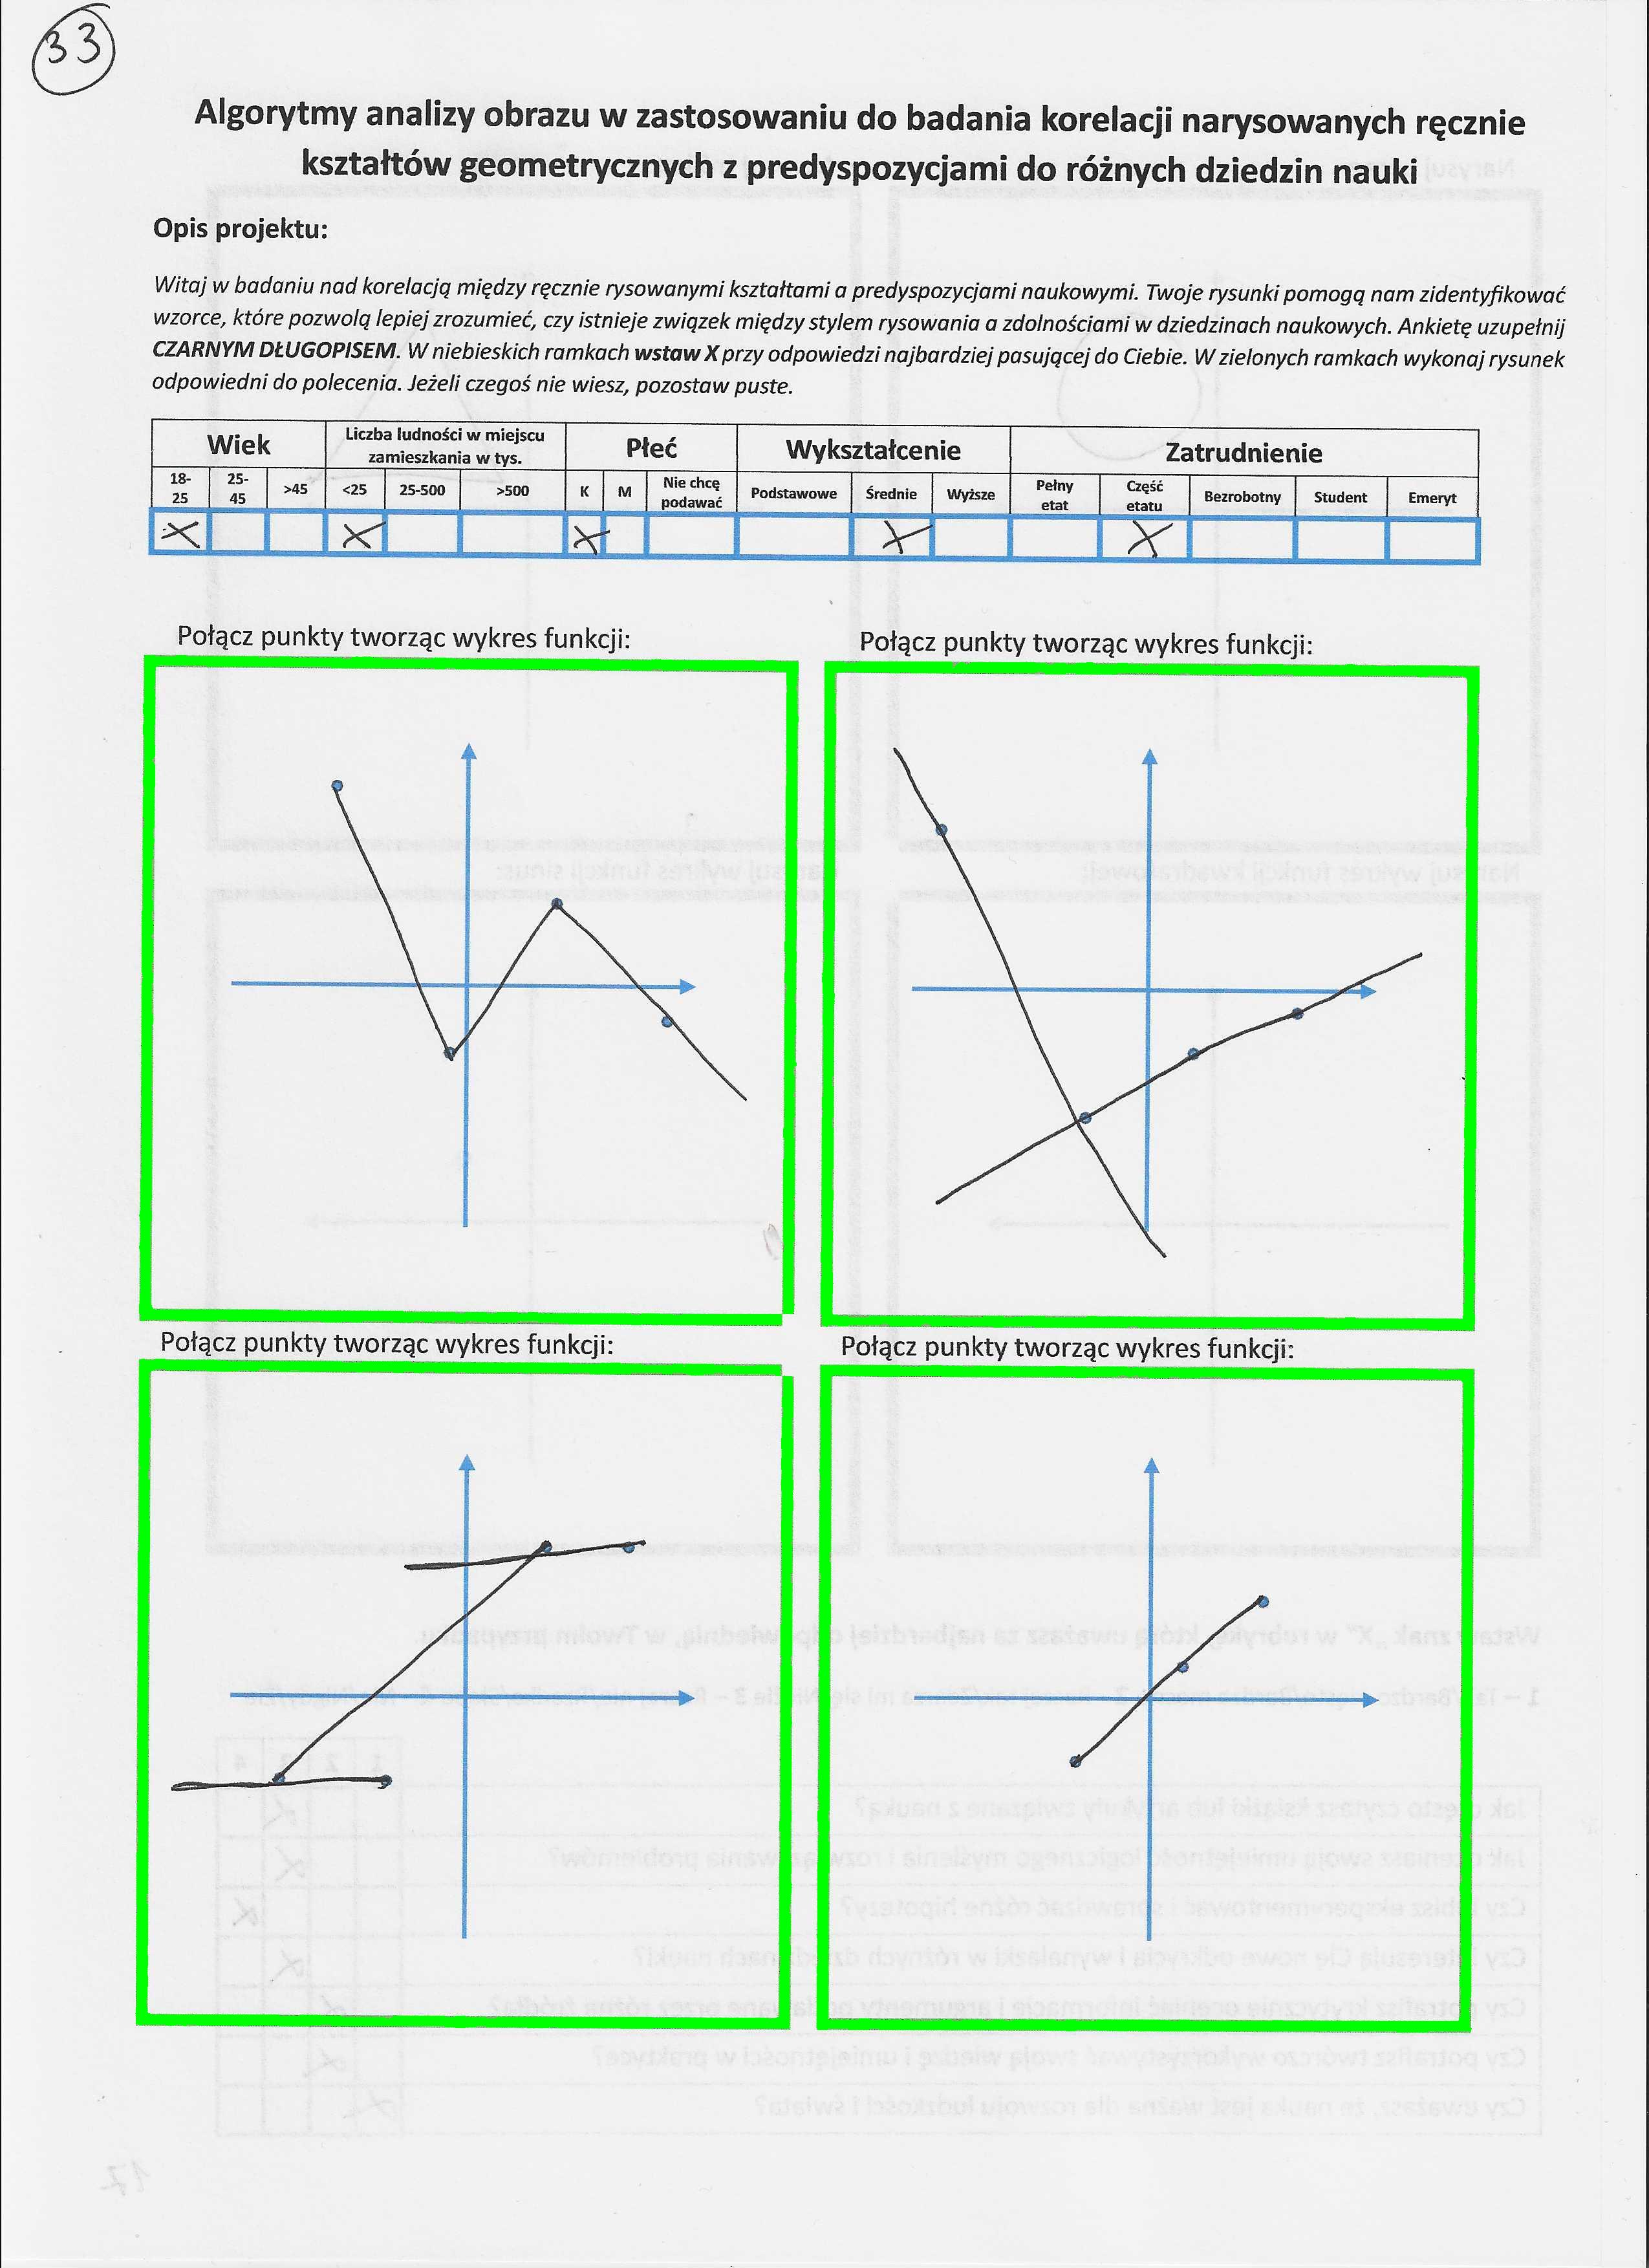 33
Algorytmy analizy obrazu w zastosowaniu do badania korelacji narysowanych ręcznie
kształtów geometrycznych z predyspozycjami do różnych dziedzin nauki
Opis projektu:
Witaj w badaniu nad korelacją między ręcznie rysowanymi kształtami a predyspozycjami naukowymi. Twoje rysunki pomogą nam zidentyfikować
wzorce, które pozwolą lepiej zrozumieć, czy istnieje związek między stylem rysowania a zdolnościami w dziedzinach naukowych. Ankietę uzupełnij
CZARNYM DŁUGOPISEM. W niebieskich ramkach wstaw X przy odpowiedzi najbardziej pasującej do Ciebie. W zielonych ramkach wykonaj rysunek
odpowiedni do polecenia. Jeżeli czegoś nie wiesz, pozostaw puste.
Wiek Liczba ludności w miejscu zamieszkania w tys. Płeć Wykształcenie Zatrudnienie
18-25 25-45 >45 <25 25-500 >500 K M Nie chcę podawać Podstawowe Średnie Wyższe Pełny etat Część etatu Bezrobotny Student Emeryt
X X X X X
Połącz punkty tworząc wykres funkcji: Połącz punkty tworząc wykres funkcji:
Połącz punkty tworząc wykres funkcji: Połącz punkty tworząc wykres funkcji: